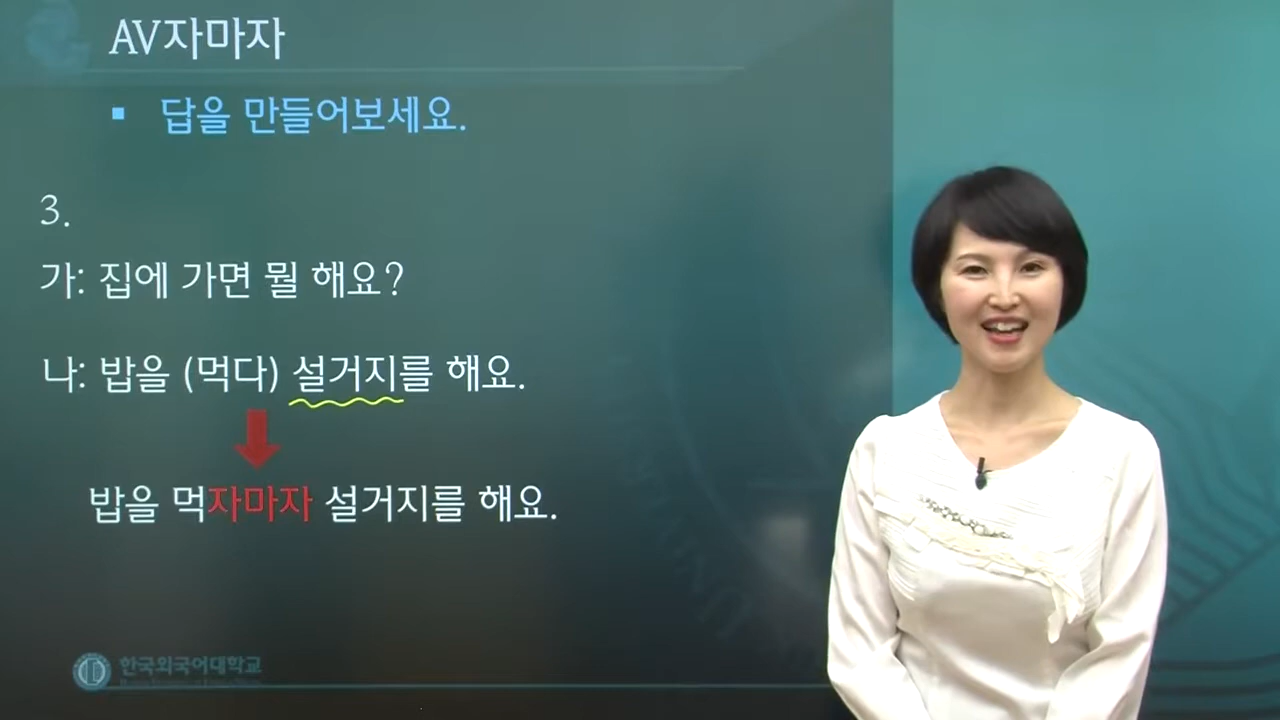 AV자마자
▪ 답을 만들어보세요.
3.
가: 집에 가면 뭘 해요?
나: 밥을 (먹다) 설거지를 해요.
밥을 먹자마자 설거지를 해요.
한국외국어대학교